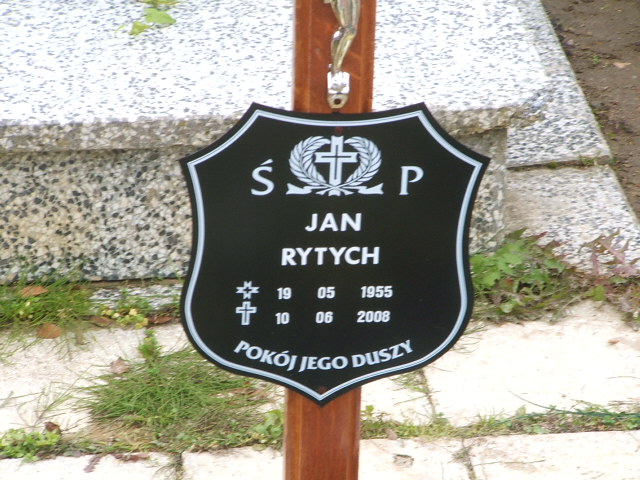 Ś P
JAN
RYTYCH
19 05 1955
10 06 2008
POKÓJ JEGO DUSZY